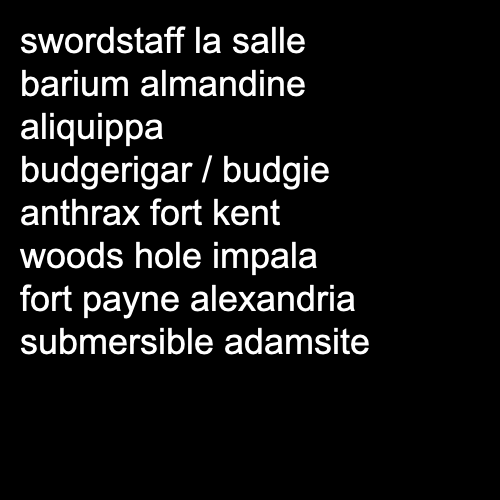 swordstaff la salle
barium almandine
aliquippa
budgerigar / budgie
anthrax fort kent
woods hole impala
fort payne alexandria
submersible adamsite